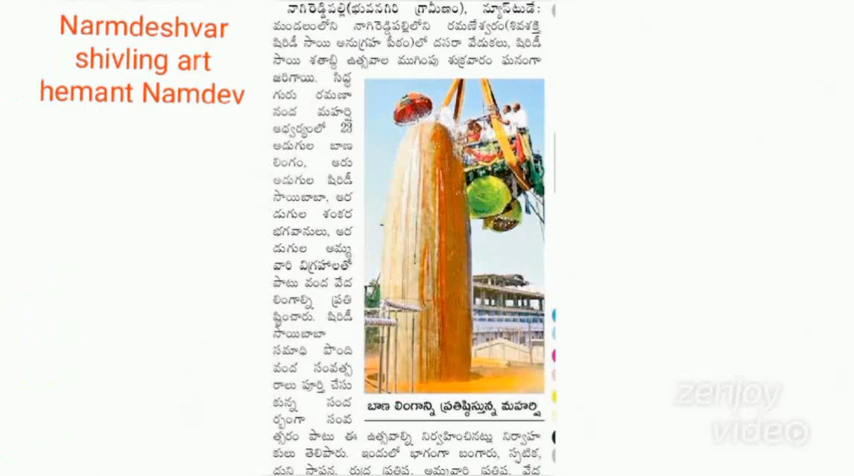 Narmdeshvar
shivling art
hemant Namdev
నాగిరెడ్డిపల్లి(భువనగిరి గ్రామీణం), న్యూస్‌టుడే:
మండలంలోని నాగిరెడ్డిపల్లిలోని రమణేశ్వరం(శివశక్తి
షిరిడీ సాయి అనుగ్రహ పీఠం)లో దసరా వేడుకలు, షిరిడీ
సాయి శతాబ్ది ఉత్సవాల ముగింపు శుక్రవారం ఘనంగా
జరిగాయి. సిద్ధ
గురు రమణా
నంద మహర్షి
ఆధ్వర్యంలో 23
అడుగుల బాణ
లింగం, ఆరు
అడుగుల షిరిడీ
సాయిబాబా, ఆర
డుగుల శంకర
భగవానులు, ఆర
డుగుల అమ్మ
వారి విగ్రహాలతో
పాటు వంద వేద
లింగాల్ని ప్రతి
ష్ఠించారు. షిరిడీ
సాయిబాబా
సమాధి పొంది
వంద సంవత్స
రాలు పూర్తి చేసు
కున్న సంద
ర్భంగా సంవ
త్సరం పాటు ఈ ఉత్సవాల్ని నిర్వహించినట్లు నిర్వాహ
కులు తెలిపారు. ఇందులో భాగంగా బంగారు, స్ఫటిక,
బాణ లింగాన్ని ప్రతిష్ఠిస్తున్న మహర్షి
zenjoy
video